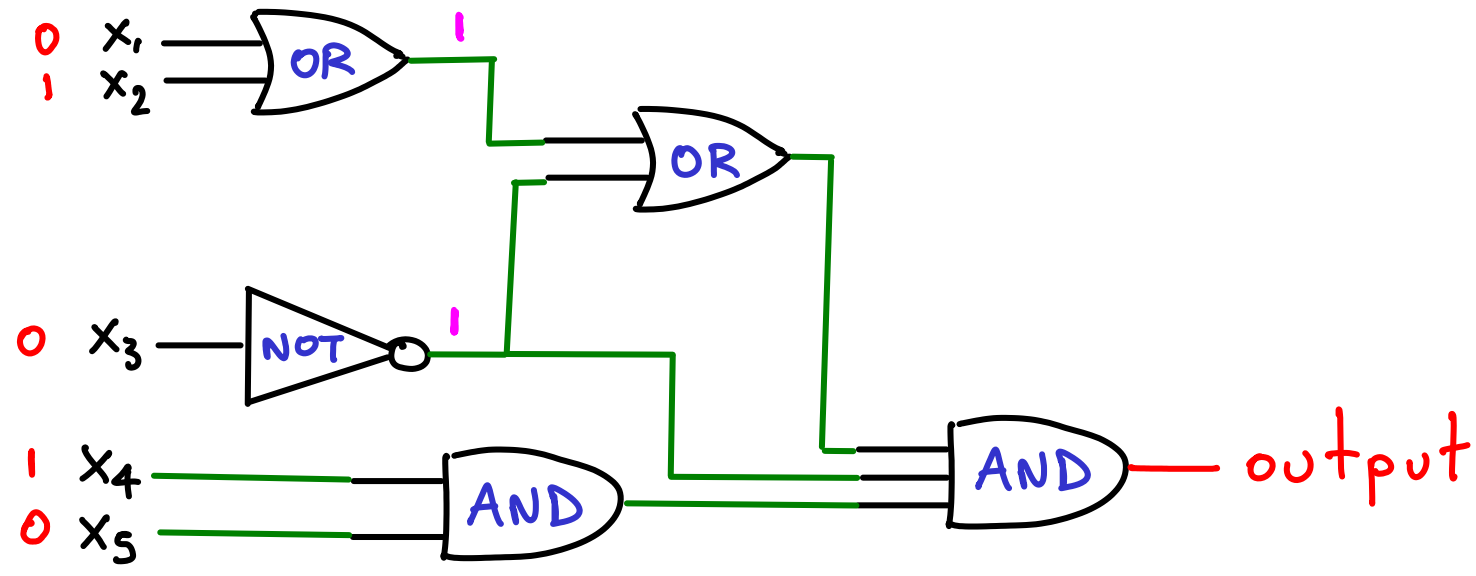 0 x₁ OR 1
1 x₂
OR
0 x₃ NOT 1
1 x₄ AND
0 x₅
AND output